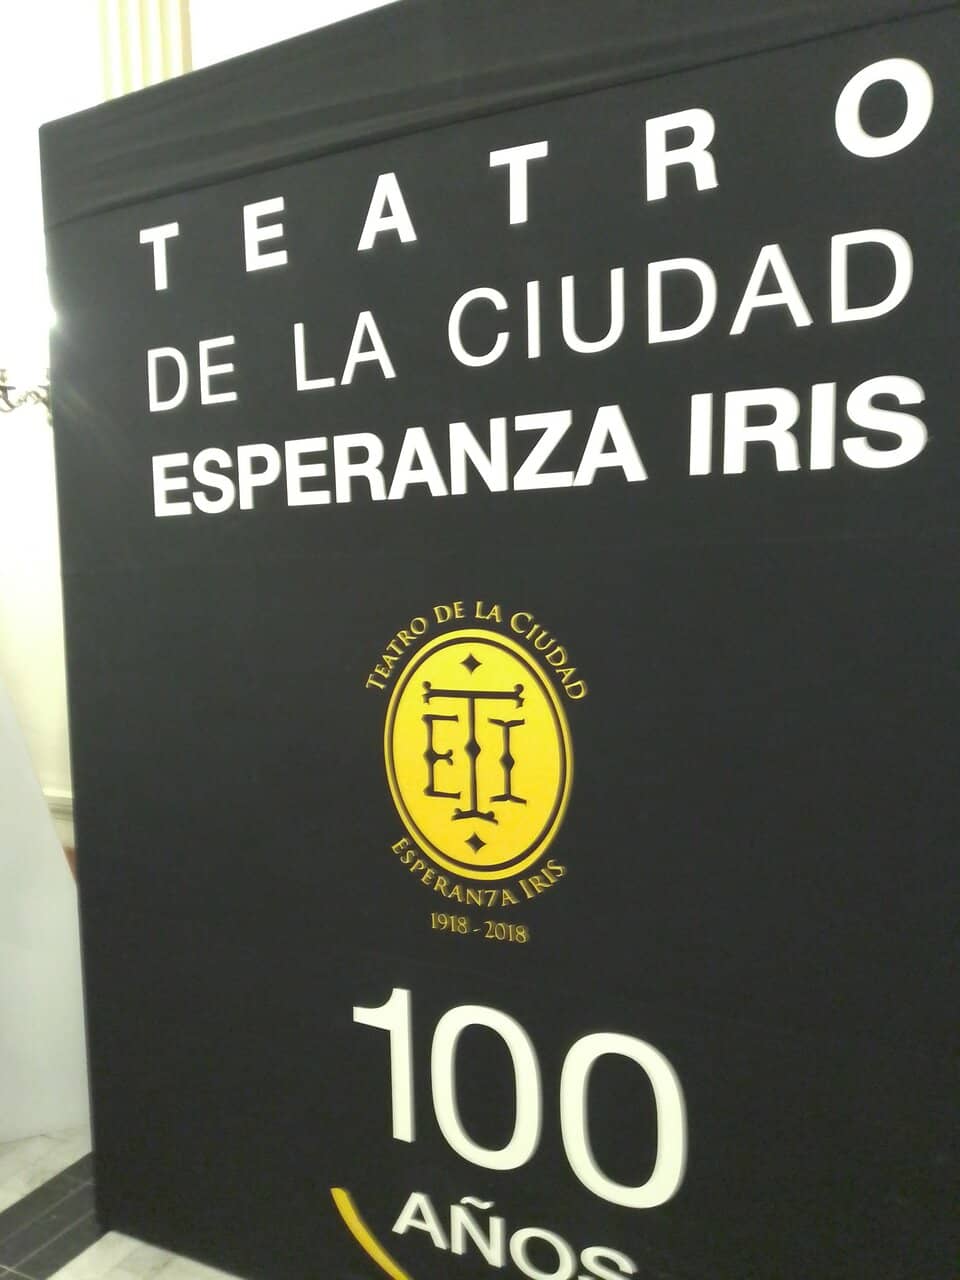 TEATRO
DE LA CIUDAD
ESPERANZA IRIS
TEATRO DE LA CIUDAD
ETI
ESPERANZA IRIS
1918 - 2018
100
AÑOS